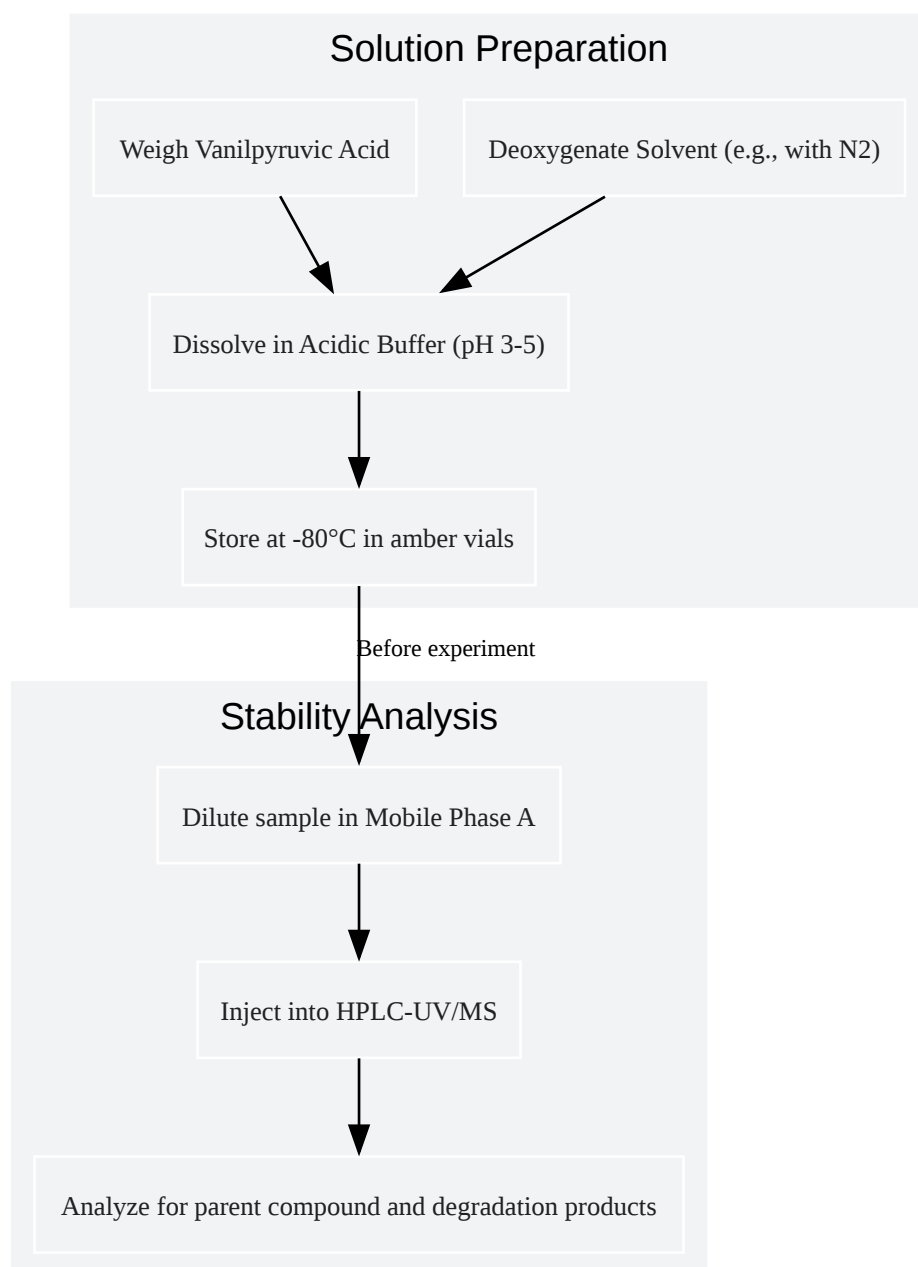 Solution Preparation
Weigh Vanilpyruvic Acid
Deoxygenate Solvent (e.g., with N2)
Dissolve in Acidic Buffer (pH 3-5)
Store at -80°C in amber vials
Before experiment
Stability Analysis
Dilute sample in Mobile Phase A
Inject into HPLC-UV/MS
Analyze for parent compound and degradation products